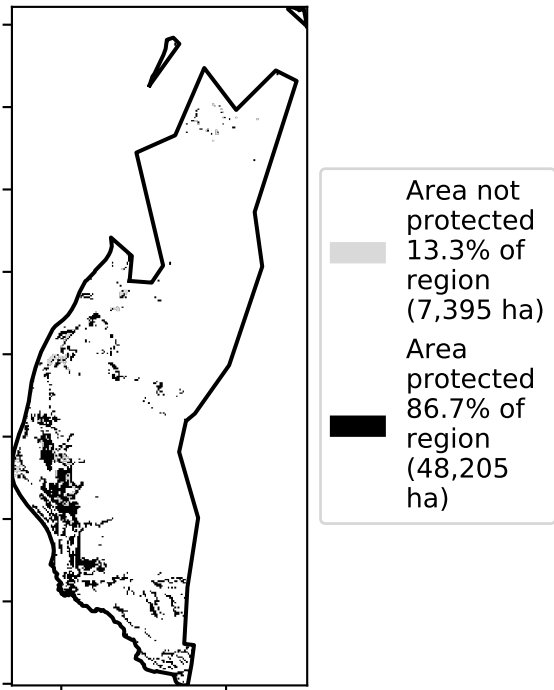 Area not
protected
13.3% of
region
(7,395 ha)
Area
protected
86.7% of
region
(48,205
ha)